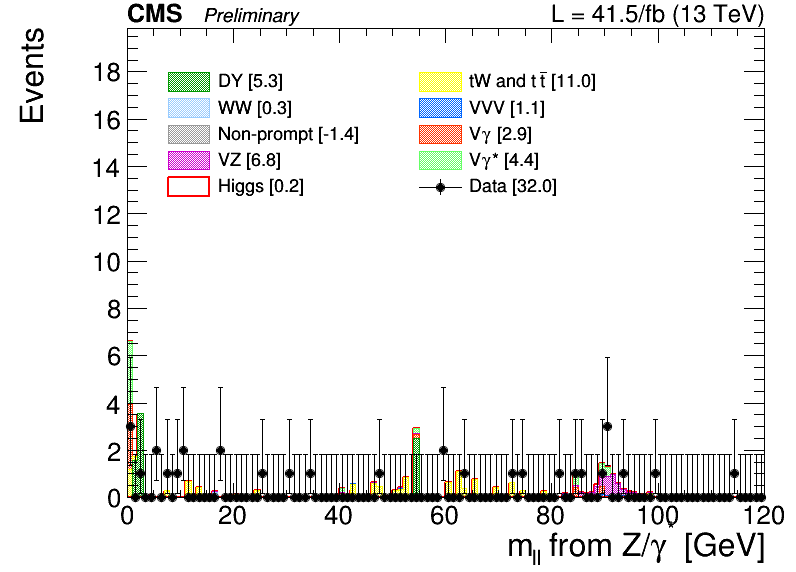 CMS Preliminary L = 41.5/fb (13 TeV)
Events
18
16
14
12
10
8
6
4
2
0
DY [5.3]
WW [0.3]
Non-prompt [-1.4]
VZ [6.8]
Higgs [0.2]
tW and t t̄ [11.0]
VVV [1.1]
Vγ [2.9]
Vγ* [4.4]
Data [32.0]
0 20 40 60 80 100 120
m_ll from Z/γ* [GeV]